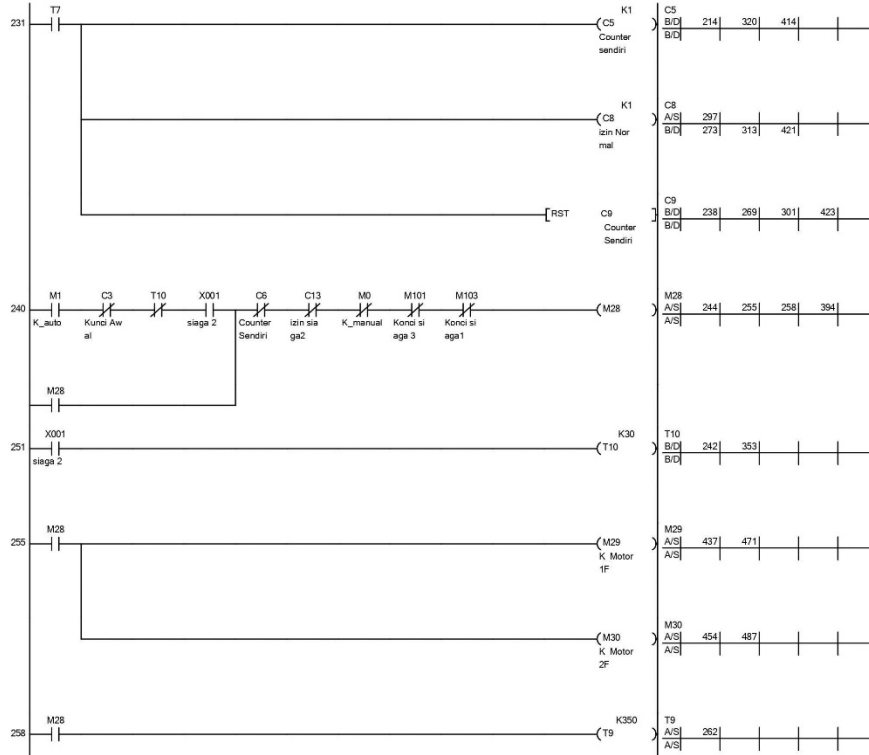 231 T7 K1 C5
C5 B/D 214 320 414
Counter B/D
sendiri
K1 C8
C8 A/S 297
izin Nor B/D 273 313 421
mal
C9
RST C9 B/D 238 269 301 423
Counter B/D
Sendiri
M1 C3 T10 X001 C6 C13 M0 M101 M103 M28
240 M28 A/S 244 255 258 394
K_auto Kunci Aw siaga 2 Counter izin sia K_manual Konci si Konci si A/S
al Sendiri ga2 aga 3 aga1
M28
X001 K30 T10
251 T10 B/D 242 353
siaga 2 B/D
M28 M29
255 M29 A/S 437 471
K Motor A/S
1F
M30
M30 A/S 454 487
K Motor A/S
2F
M28 K350 T9
258 T9 A/S 262
A/S